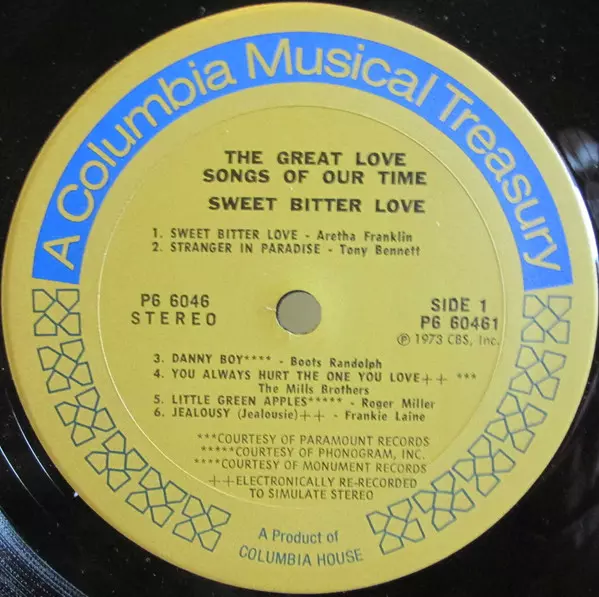 A Columbia Musical Treasury
THE GREAT LOVE
SONGS OF OUR TIME
SWEET BITTER LOVE
1. SWEET BITTER LOVE - Aretha Franklin
2. STRANGER IN PARADISE - Tony Bennett
P6 6046
STEREO
SIDE 1
P6 60461
℗ 1973 CBS, Inc.
3. DANNY BOY**** - Boots Randolph
4. YOU ALWAYS HURT THE ONE YOU LOVE++ ***
The Mills Brothers
5. LITTLE GREEN APPLES***** - Roger Miller
6. JEALOUSY (Jealousie)++ - Frankie Laine
***COURTESY OF PARAMOUNT RECORDS
*****COURTESY OF PHONOGRAM, INC.
****COURTESY OF MONUMENT RECORDS
++ELECTRONICALLY RE-RECORDED
TO SIMULATE STEREO
A Product of
COLUMBIA HOUSE